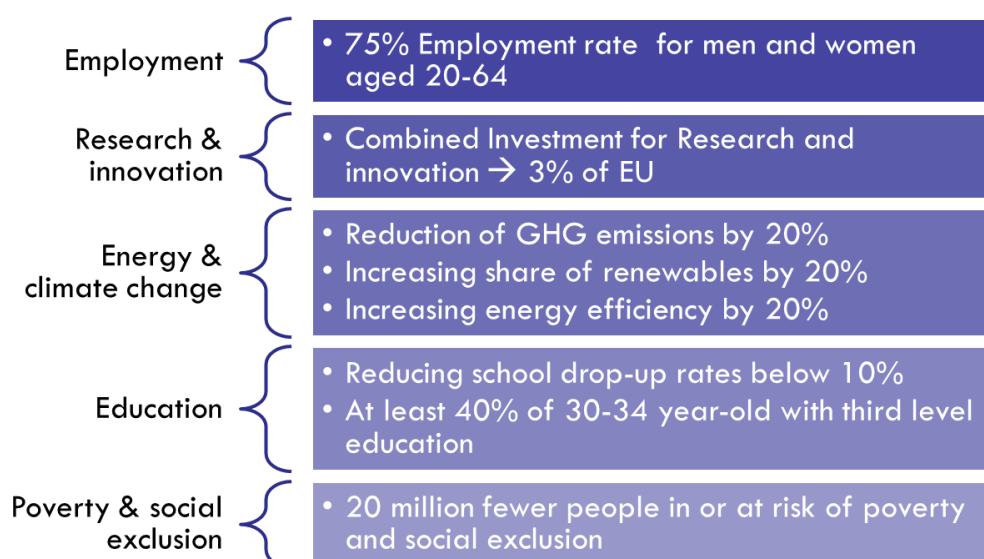 Employment
• 75% Employment rate for men and women
aged 20-64
Research &
innovation
• Combined Investment for Research and
innovation → 3% of EU
Energy &
climate change
• Reduction of GHG emissions by 20%
• Increasing share of renewables by 20%
• Increasing energy efficiency by 20%
Education
• Reducing school drop-up rates below 10%
• At least 40% of 30-34 year-old with third level
education
Poverty & social
exclusion
• 20 million fewer people in or at risk of poverty
and social exclusion